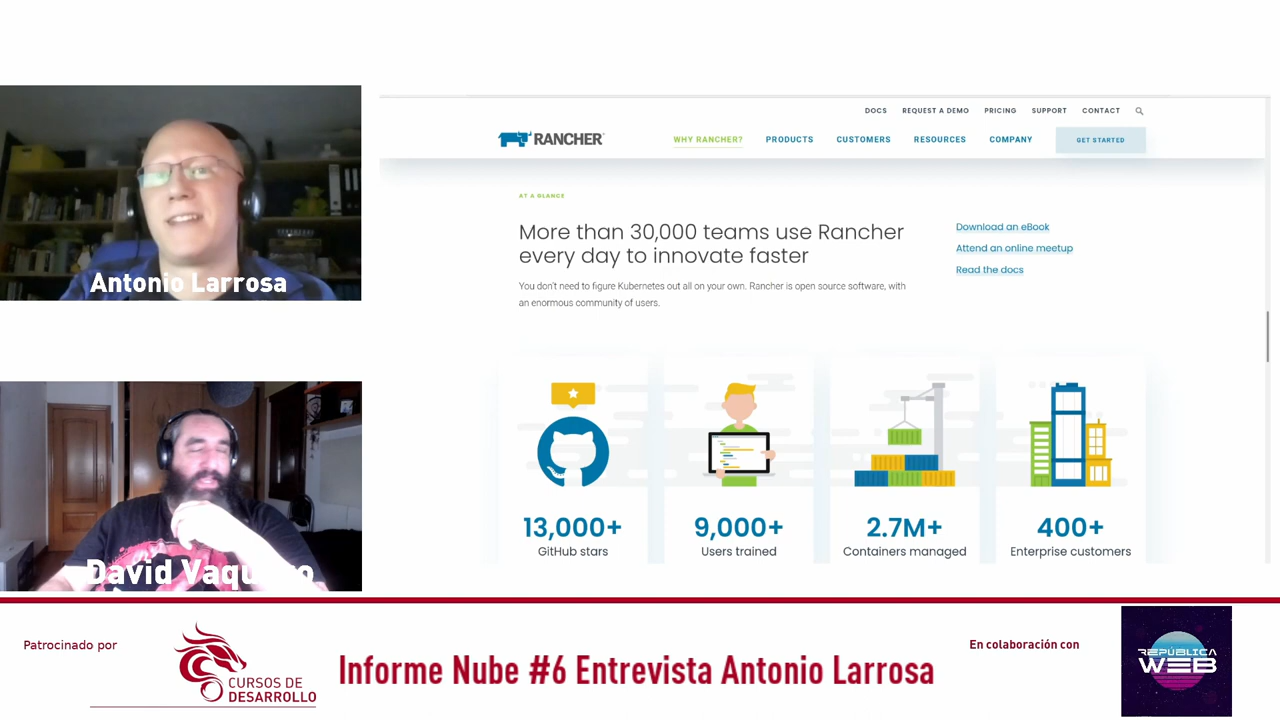 Antonio Larrosa
David Vaquero
DOCS REQUEST A DEMO PRICING SUPPORT CONTACT
RANCHER
WHY RANCHER? PRODUCTS CUSTOMERS RESOURCES COMPANY GET STARTED
AT A GLANCE
More than 30,000 teams use Rancher
every day to innovate faster
You don't need to figure Kubernetes out all on your own. Rancher is open source software, with
an enormous community of users.
Download an eBook
Attend an online meetup
Read the docs
13,000+
GitHub stars
9,000+
Users trained
2.7M+
Containers managed
400+
Enterprise customers
Patrocinado por
CURSOS DE
DESARROLLO
Informe Nube #6 Entrevista Antonio Larrosa
En colaboración con
REPÚBLICA
WEB